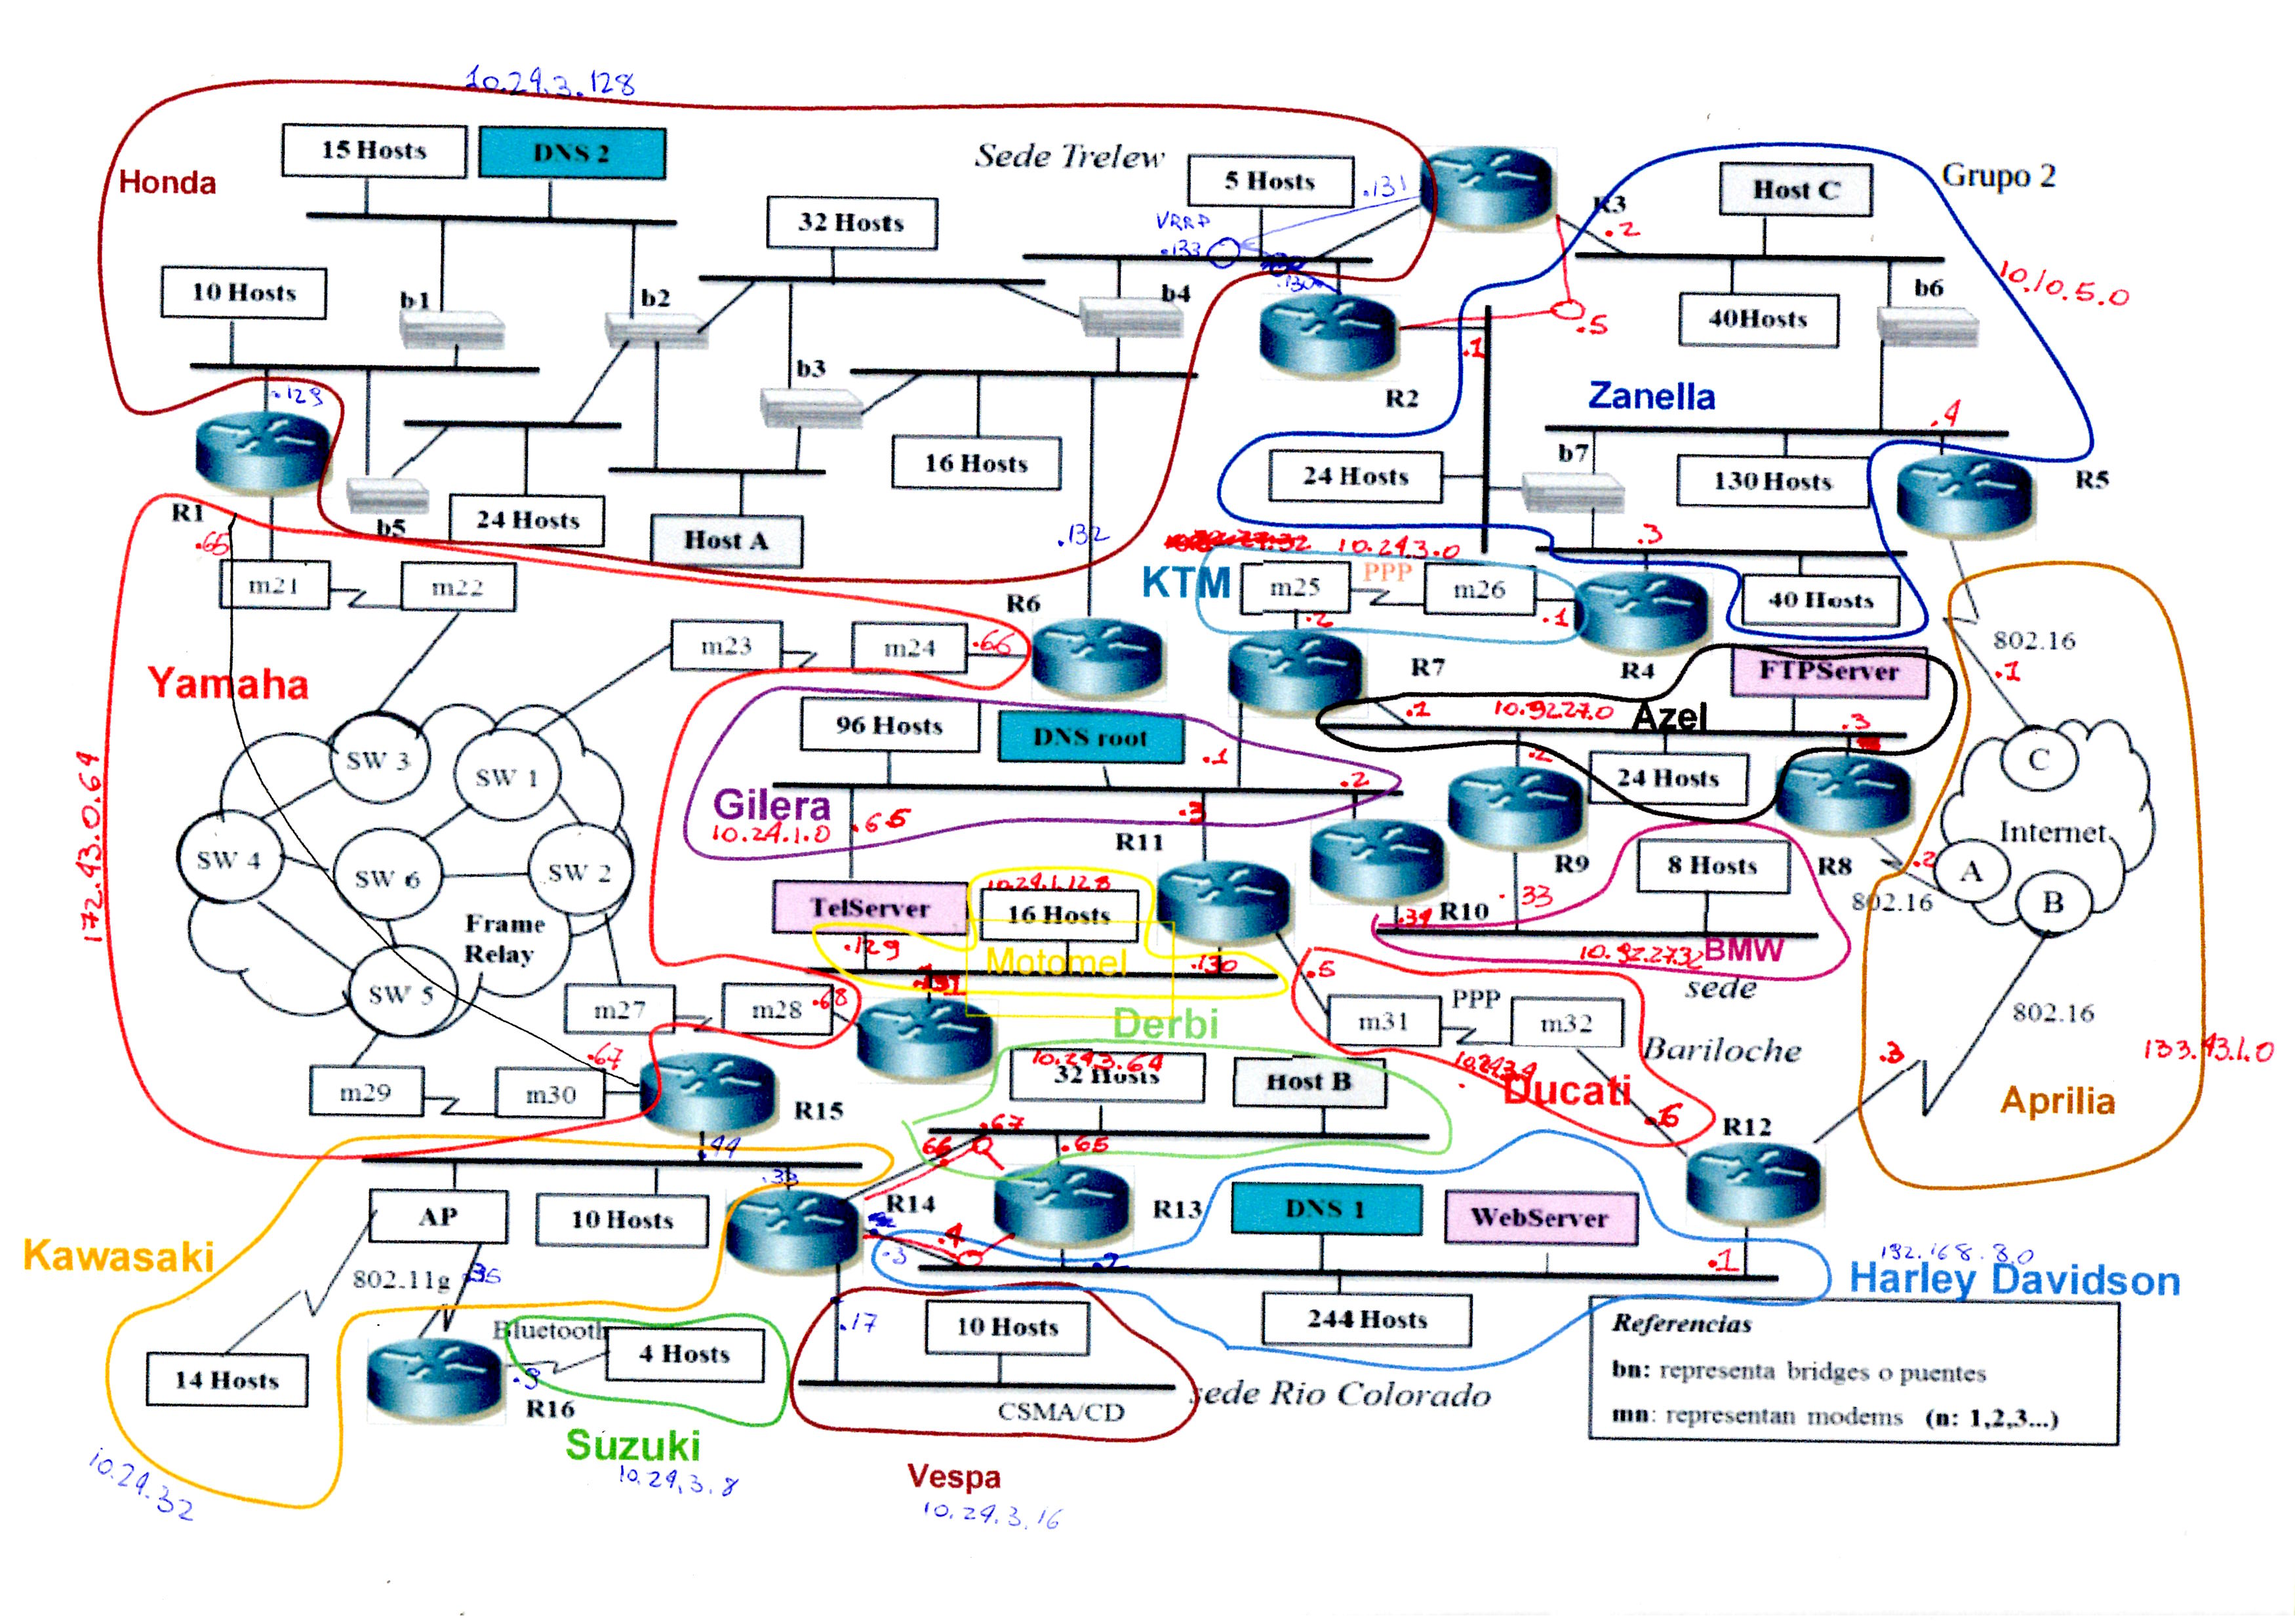 10.24.3.128
Honda
15 Hosts
DNS 2
Sede Trelew
5 Hosts
.131
R3
.2
Host C
Grupo 2
32 Hosts
VRRP
.133
.130
10 Hosts
b1
b2
b4
40Hosts
b6
10.10.5.0
.5
.1
b3
R2
Zanella
.4
.129
16 Hosts
24 Hosts
b7
130 Hosts
R5
R1
.65
b5
24 Hosts
Host A
.132
10.24.3.0
.3
KTM
m25
PPP
m26
.1
.2
40 Hosts
m21
m22
R6
m23
m24
.66
R7
R4
802.16
.1
Yamaha
FTPServer
172.43.0.64
96 Hosts
DNS root
.1
.1
10.92.27.0
Azel
.3
SW 3
SW 1
.2
.2
24 Hosts
C
Gilera
10.24.1.0
.65
.3
R11
Internet
SW 4
SW 6
SW 2
R9
8 Hosts
R8
.2
A
802.16
B
TelServer
10.24.1.128
16 Hosts
.34
R10
.33
Frame
Relay
.129
Motomel
.130
10.92.27.32
BMW
sede
.5
SW 5
m27
m28
.68
.131
Derbi
m31
PPP
m32
Bariloche
802.16
133.43.1.0
.3
.67
m29
m30
R15
10.24.3.64
32 Hosts
Host B
10.24.3.4
Ducati
.6
Aprilia
R12
.44
.66
.67
.65
.33
AP
10 Hosts
R14
R13
DNS 1
WebServer
Kawasaki
802.11g
.35
.3
.4
.2
.1
192.168.8.0
Harley Davidson
Bluetooth
4 Hosts
.17
10 Hosts
244 Hosts
Referencias
14 Hosts
.9
R16
CSMA/CD
sede Rio Colorado
bn: representa bridges o puentes
mn: representan modems (n: 1,2,3...)
Suzuki
10.24.3.8
Vespa
10.24.3.16
10.24.32